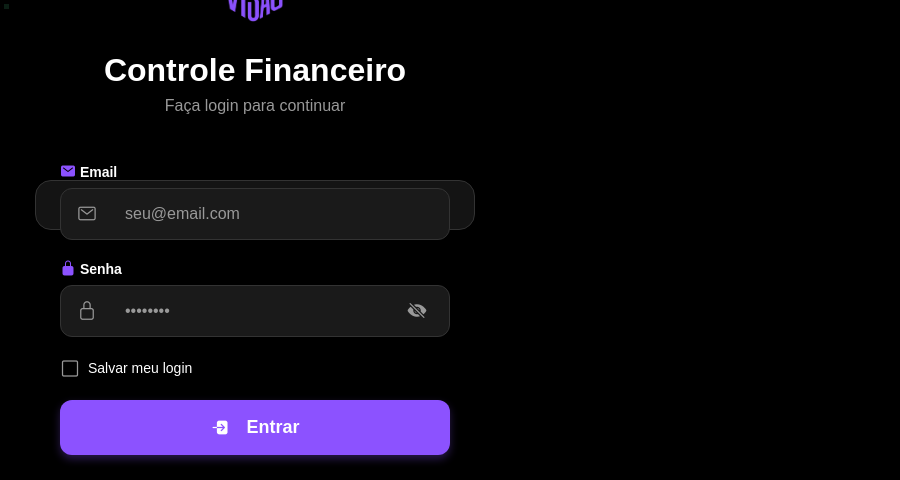 Controle Financeiro
Faça login para continuar
Email
seu@email.com
Senha
••••••••
Salvar meu login
Entrar